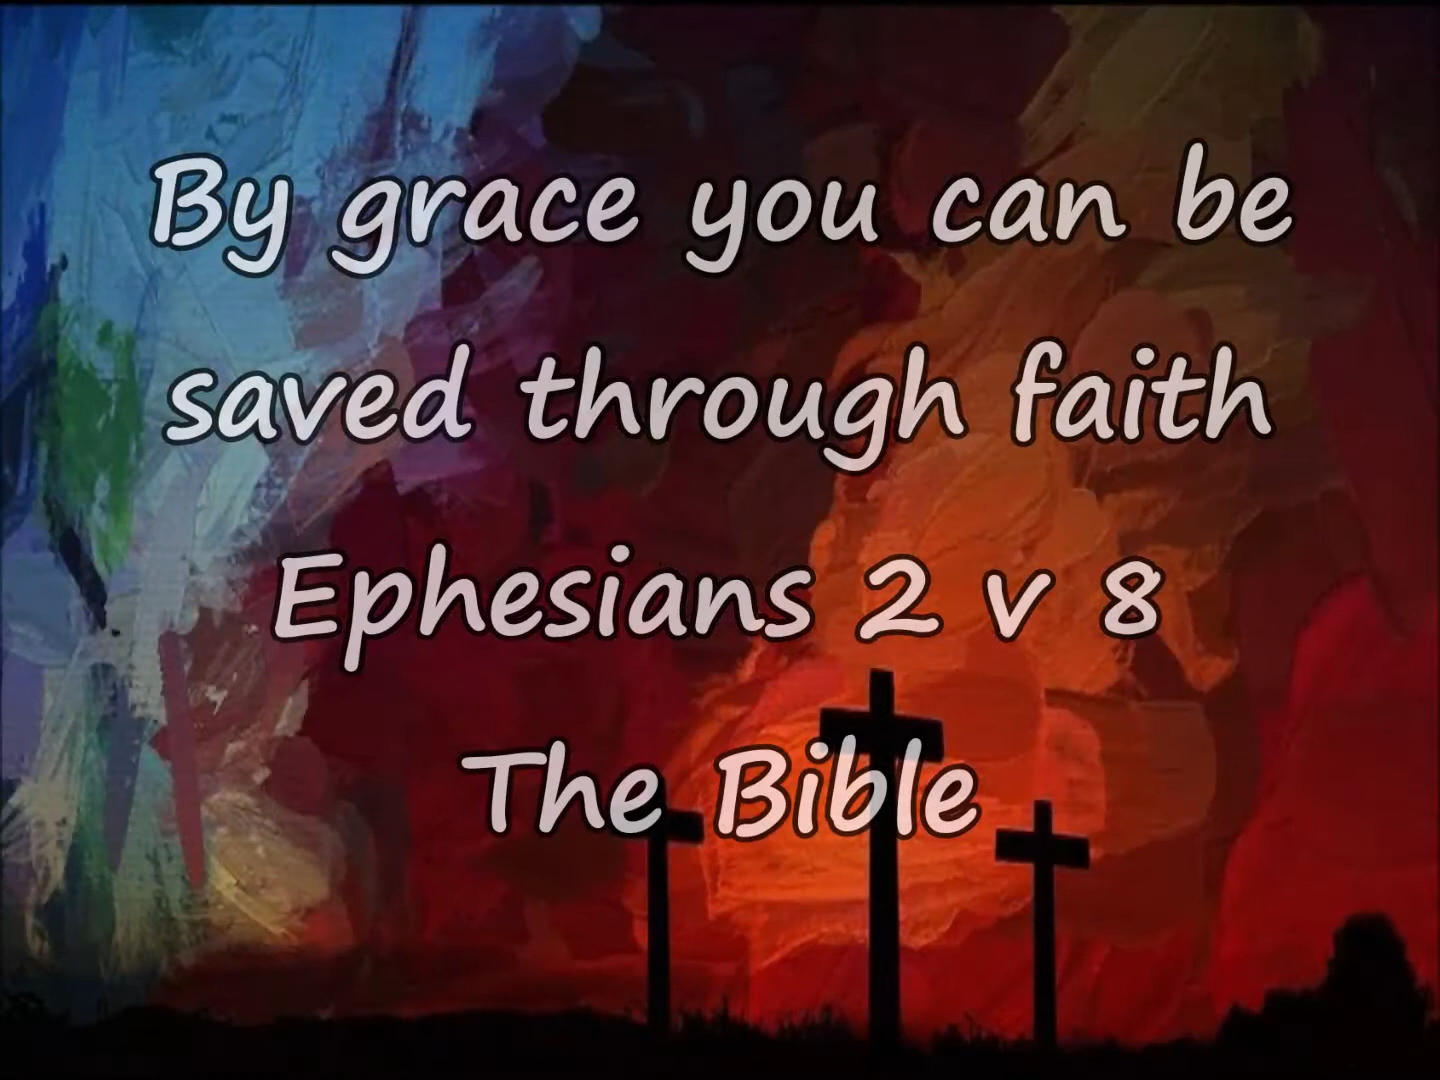 By grace you can be
saved through faith
Ephesians 2 v 8
The Bible